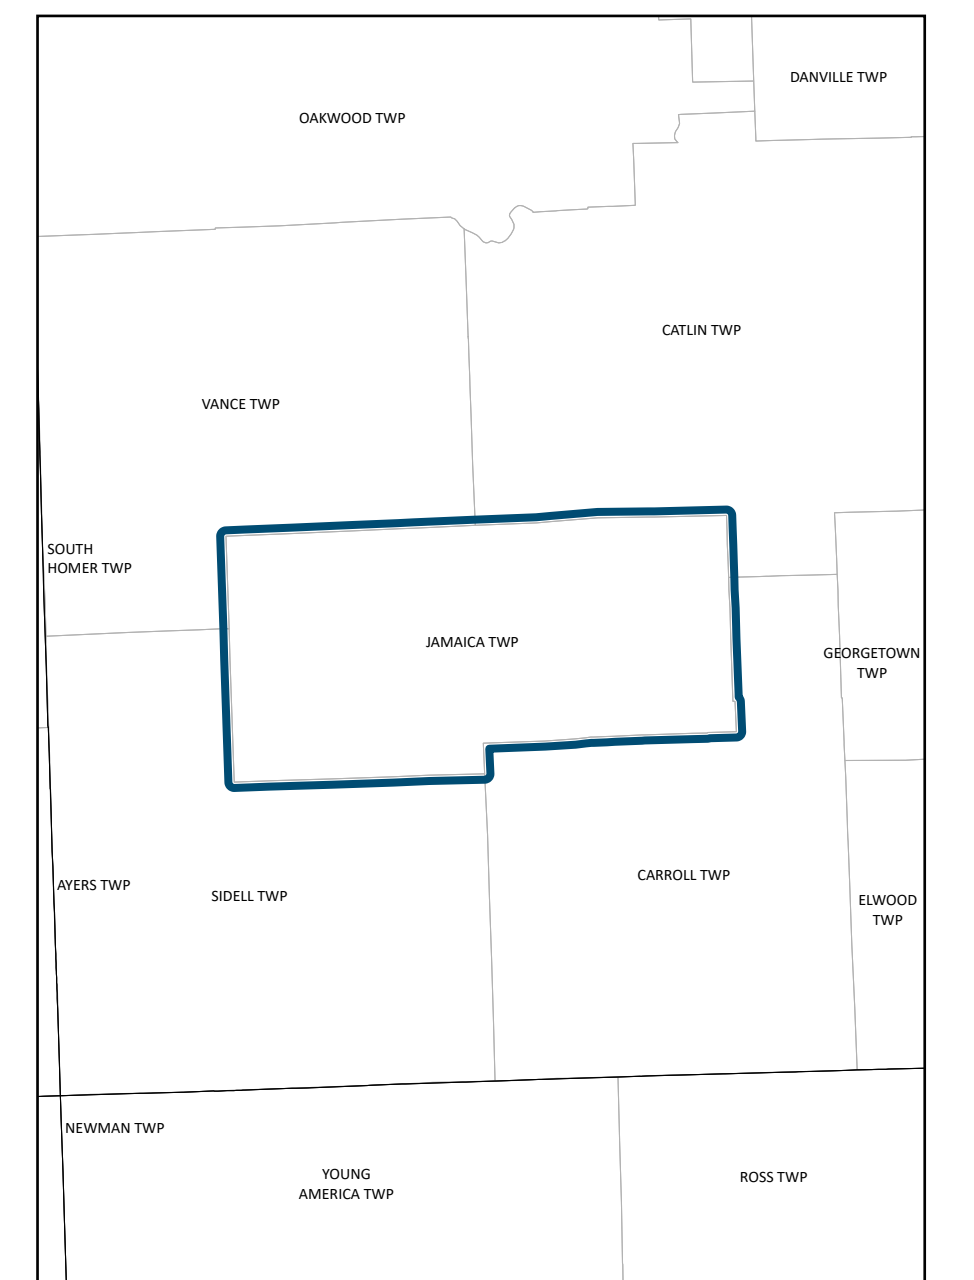 DANVILLE TWP
OAKWOOD TWP
CATLIN TWP
VANCE TWP
SOUTH
HOMER TWP
JAMAICA TWP
GEORGETOWN
TWP
CARROLL TWP
AYERS TWP
SIDELL TWP
ELWOOD
TWP
NEWMAN TWP
YOUNG
AMERICA TWP
ROSS TWP